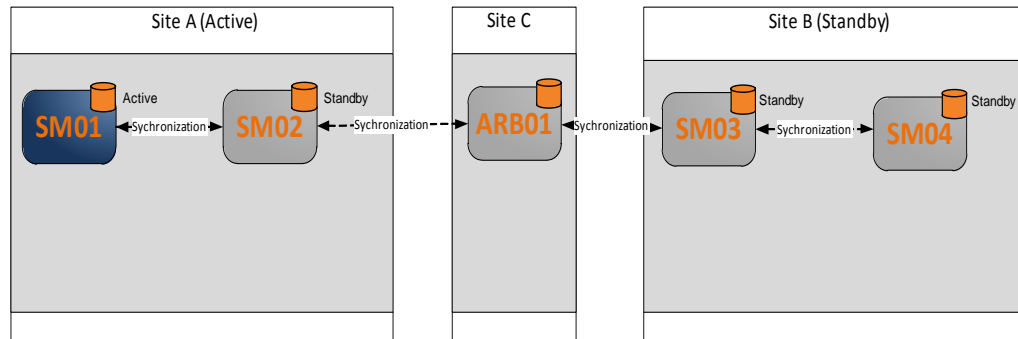 Site A (Active)
Site C
Site B (Standby)
Active
Standby
Standby
Standby
SM01
Sychronization
SM02
Sychronization
ARB01
Sychronization
SM03
Sychronization
SM04